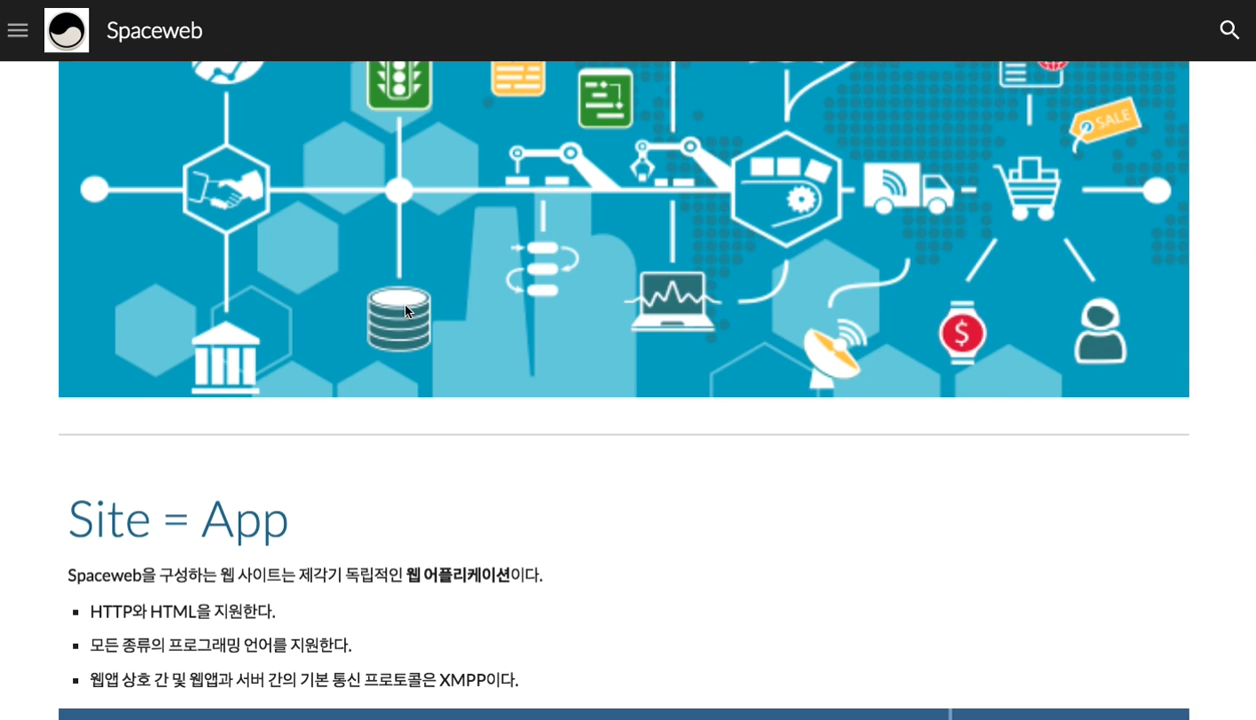 Spaceweb
SALE
$
Site = App
Spaceweb을 구성하는 웹 사이트는 제각기 독립적인 웹 어플리케이션이다.
HTTP와 HTML을 지원한다.
모든 종류의 프로그래밍 언어를 지원한다.
웹앱 상호 간 및 웹앱과 서버 간의 기본 통신 프로토콜은 XMPP이다.